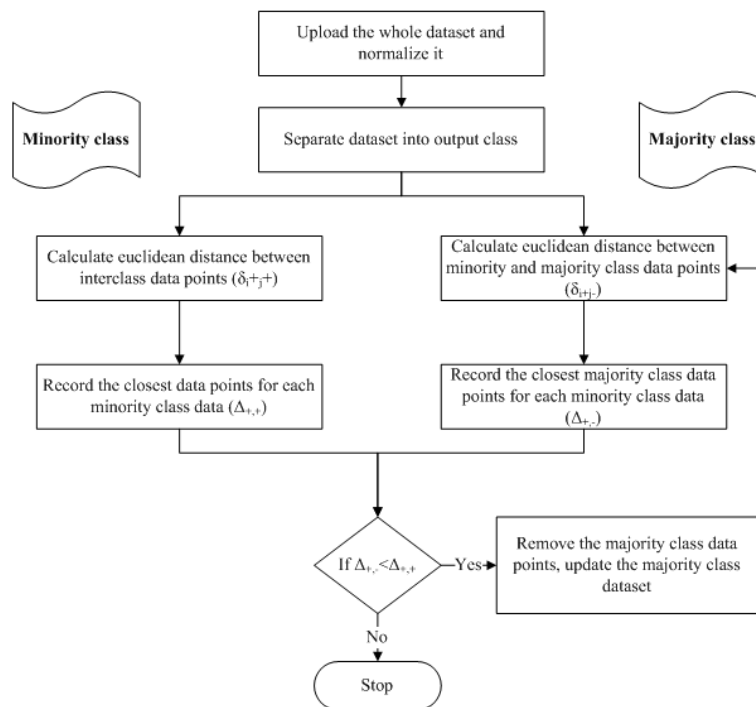 Upload the whole dataset and
normalize it
Minority class
Separate dataset into output class
Majority class
Calculate euclidean distance between
interclass data points (δi+j+)
Calculate euclidean distance between
minority and majority class data points
(δi+j-)
Record the closest data points for each
minority class data (Δ+,+)
Record the closest majority class data
points for each minority class data
(Δ+,-)
If Δ+,-<Δ+,+
Yes
Remove the majority class data
points, update the majority class
dataset
No
Stop